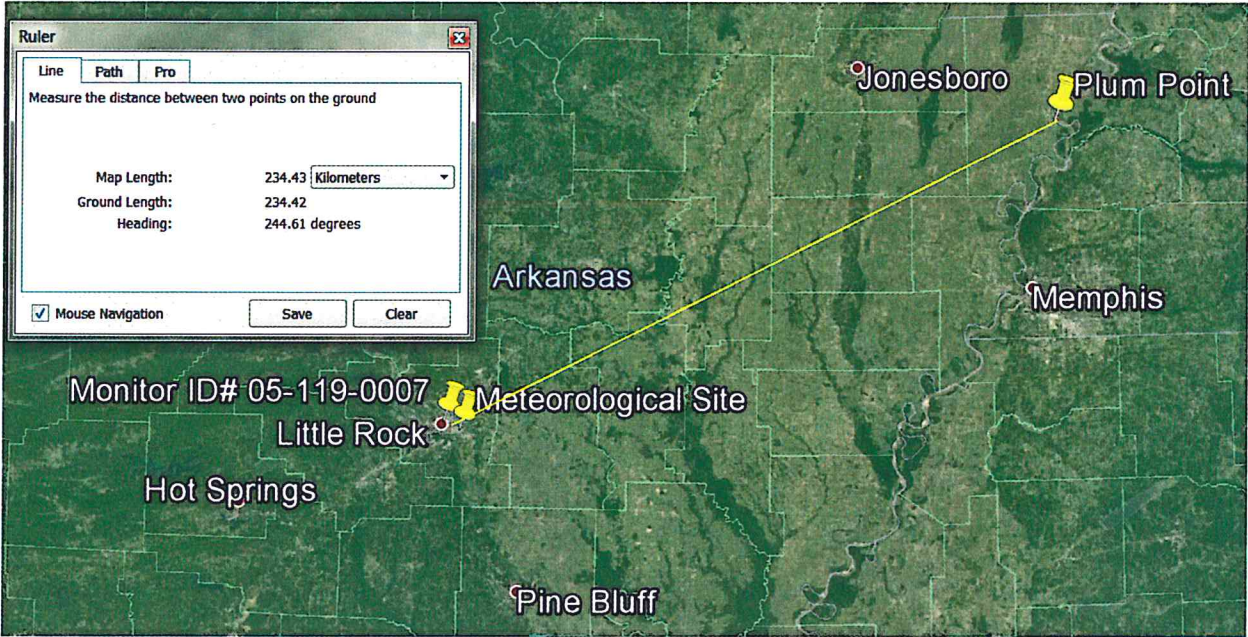 Ruler
Line Path Pro
Measure the distance between two points on the ground
Map Length: 234.43 Kilometers
Ground Length: 234.42
Heading: 244.61 degrees
Mouse Navigation Save Clear
Jonesboro
Plum Point
Arkansas
Memphis
Monitor ID# 05-119-0007
Meteorological Site
Little Rock
Hot Springs
Pine Bluff